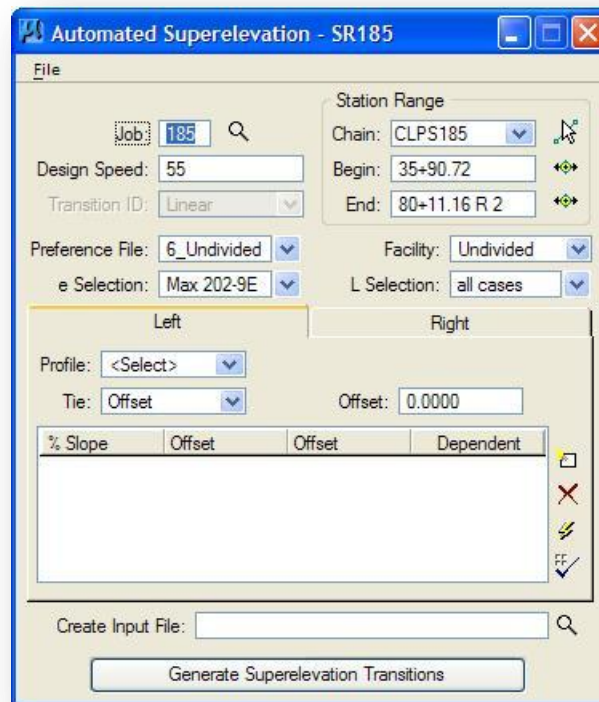 Automated Superelevation - SR185
File
Station Range
Job: 185
Chain: CLPS185
Design Speed: 55
Begin: 35+90.72
Transition ID: Linear
End: 80+11.16 R 2
Preference File: 6_Undivided
Facility: Undivided
e Selection: Max 202-9E
L Selection: all cases
Left
Right
Profile: <Select>
Tie: Offset
Offset: 0.0000
% Slope Offset Offset Dependent
Create Input File:
Generate Superelevation Transitions